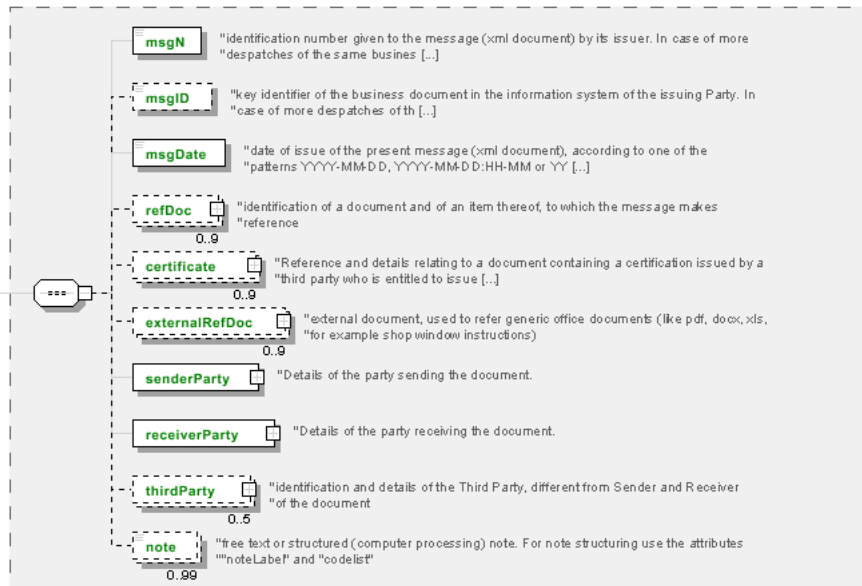 msgN
"identification number given to the message (xml document) by its issuer. In case of more
"despatches of the same busines [...]
msgID
"key identifier of the business document in the information system of the issuing Party. In
"case of more despatches of th [...]
msgDate
"date of issue of the present message (xml document), according to one of the
"patterns YYYY-MM-DD, YYYY-MM-DD:HH-MM or YY [...]
refDoc
"identification of a document and of an item thereof, to which the message makes
"reference
0..9
certificate
"Reference and details relating to a document containing a certification issued by a
"third party who is entitled to issue [...]
0..9
externalRefDoc
"external document, used to refer generic office documents (like pdf, docx, xls,
"for example shop window instructions)
0..9
senderParty
"Details of the party sending the document.
receiverParty
"Details of the party receiving the document.
thirdParty
"identification and details of the Third Party, different from Sender and Receiver
"of the document
0..5
note
"free text or structured (computer processing) note. For note structuring use the attributes
""noteLabel" and "codelist"
0..99